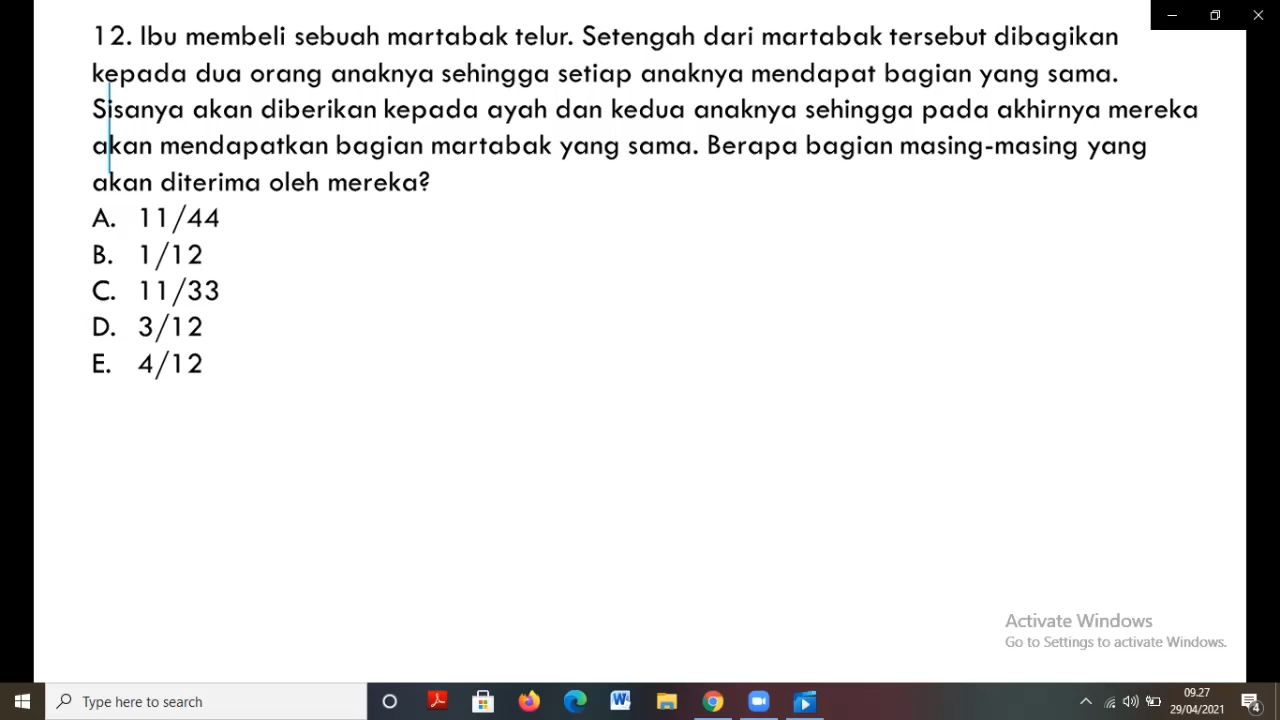 12. Ibu membeli sebuah martabak telur. Setengah dari martabak tersebut dibagikan
kepada dua orang anaknya sehingga setiap anaknya mendapat bagian yang sama.
Sisanya akan diberikan kepada ayah dan kedua anaknya sehingga pada akhirnya mereka
akan mendapatkan bagian martabak yang sama. Berapa bagian masing-masing yang
akan diterima oleh mereka?
A. 11/44
B. 1/12
C. 11/33
D. 3/12
E. 4/12
Activate Windows
Go to Settings to activate Windows.
Type here to search
09.27
29/04/2021
4